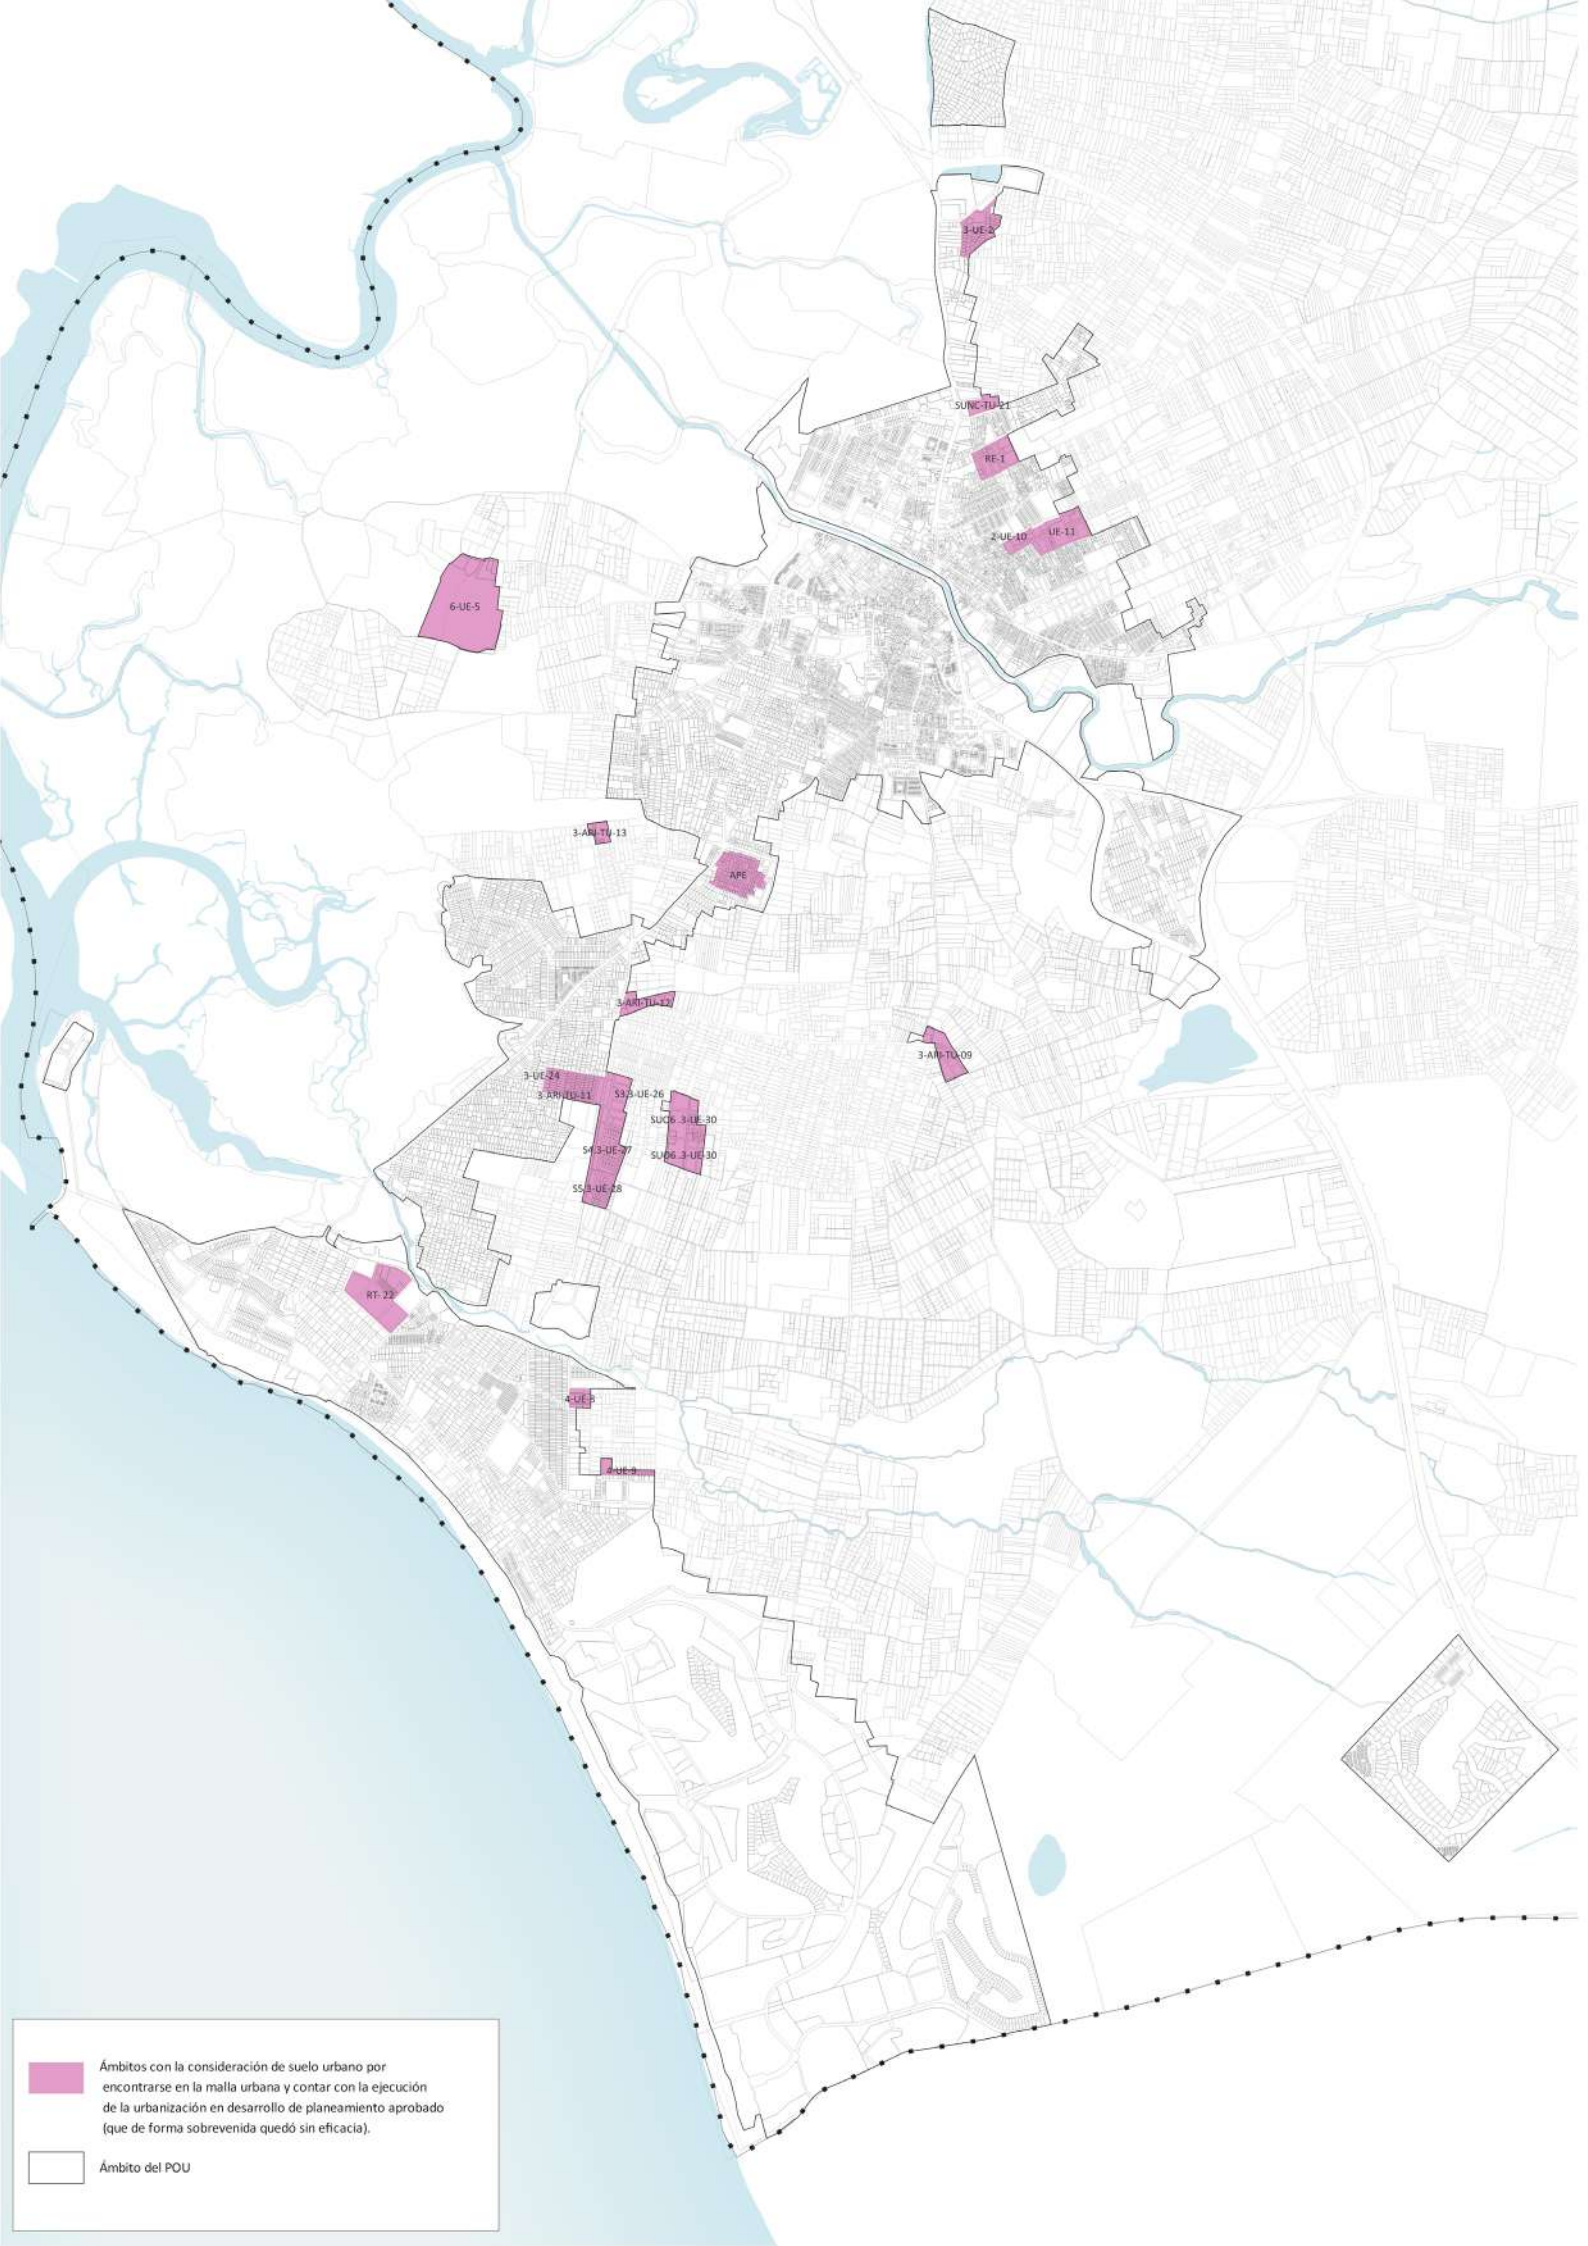 3-UE-2
SUNC-TU-21
RE-1
2-UE-10
UE-11
6-UE-5
3-ARI-TU-13
APE
3-ARI-TU-12
3-ARI-TU-09
3-UE-24
3-ARI-TU-11
S3.3-UE-26
SUO6 .3-UE-30
S4.3-UE-27
SUO6 .3-UE-30
S5.3-UE-28
RT- 22
4-UE-8
4-UE-9
Ámbitos con la consideración de suelo urbano por
encontrarse en la malla urbana y contar con la ejecución
de la urbanización en desarrollo de planeamiento aprobado
(que de forma sobrevenida quedó sin eficacia).
Ámbito del POU